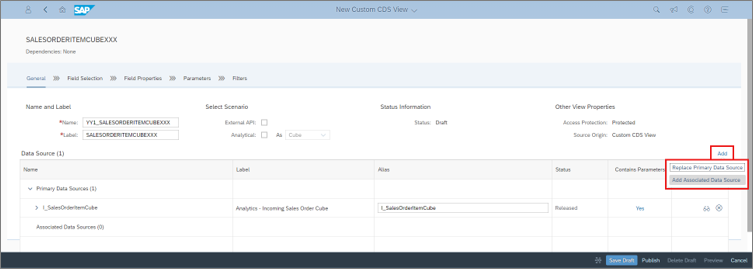 SAP
New Custom CDS View
SALESORDERITEMCUBEXXX
Dependencies: None
General Field Selection Field Properties Parameters Filters
Name and Label Select Scenario Status Information Other View Properties
*Name: YY1_SALESORDERITEMCUBEXXX External API: Status: Draft Access Protection: Protected
*Label: SALESORDERITEMCUBEXXX Analytical: As Cube Source Origin: Custom CDS View
Data Source (1) Add
Replace Primary Data Source
Add Associated Data Source
Name Label Alias Status Contains Parameters
Primary Data Sources (1)
I_SalesOrderItemCube Analytics - Incoming Sales Order Cube I_SalesOrderItemCube Released Yes
Associated Data Sources (0)
Save Draft Publish Delete Draft Preview Cancel